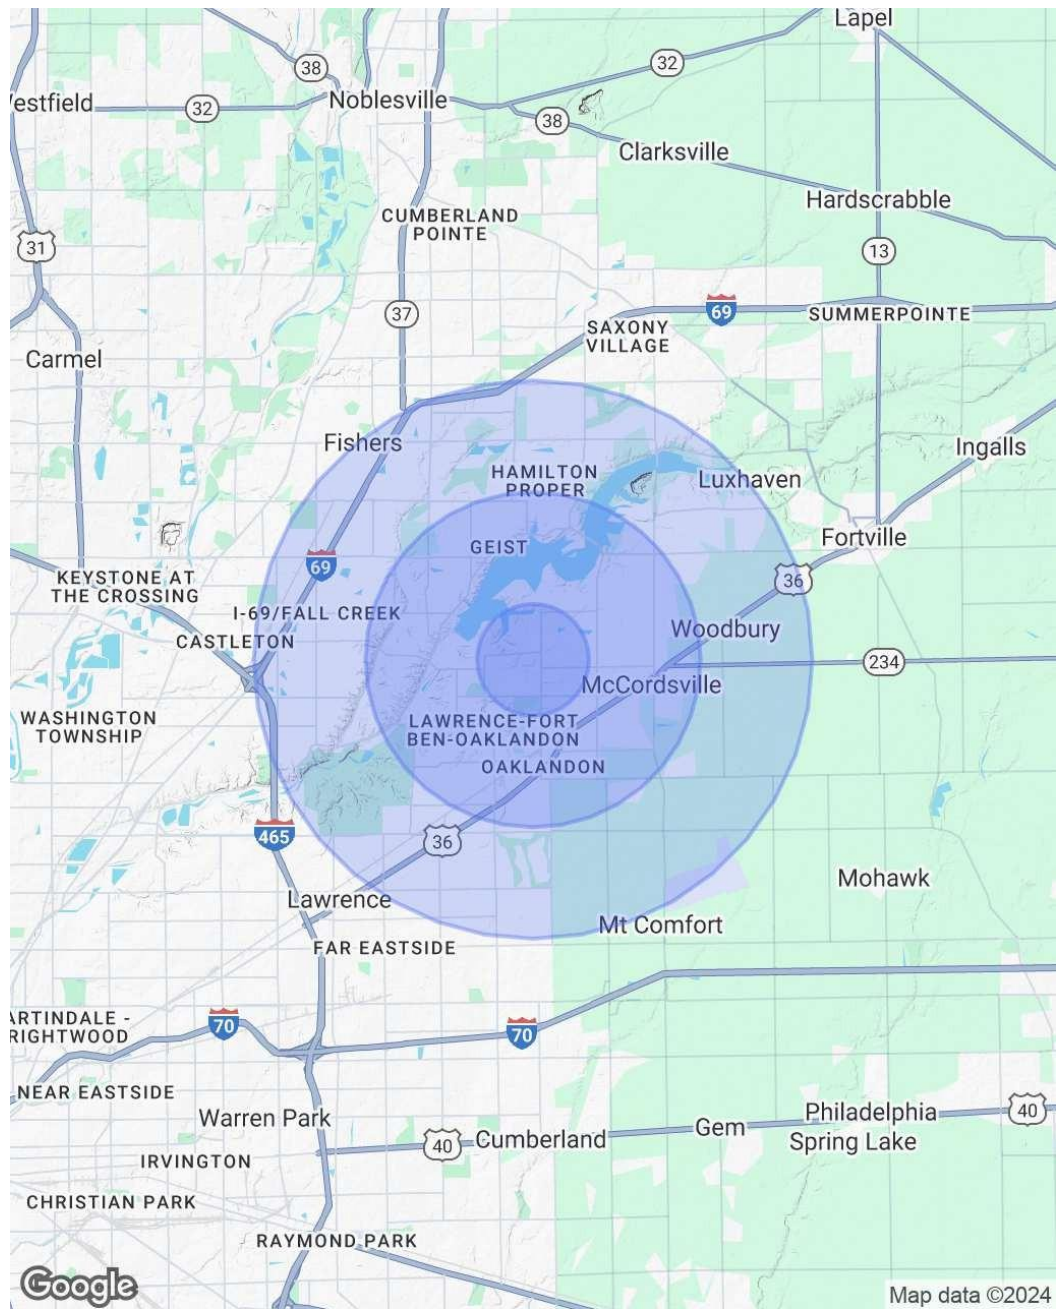 Lapel
38
32
estfield
32
Noblesville
38
Clarksville
Hardscrabble
CUMBERLAND
POINTE
31
13
37
69
SUMMERPOINTE
SAXONY
VILLAGE
Carmel
Fishers
Ingalls
HAMILTON
PROPER
Luxhaven
Fortville
GEIST
69
36
KEYSTONE AT
THE CROSSING
I-69/FALL CREEK
CASTLETON
Woodbury
234
McCordsville
WASHINGTON
TOWNSHIP
LAWRENCE-FORT
BEN-OAKLANDON
OAKLANDON
465
36
Mohawk
Lawrence
Mt Comfort
FAR EASTSIDE
ARTINDALE -
RIGHTWOOD
70
70
NEAR EASTSIDE
Warren Park
Philadelphia
40
40
Cumberland
Gem
Spring Lake
IRVINGTON
CHRISTIAN PARK
RAYMOND PARK
Google
Map data ©2024